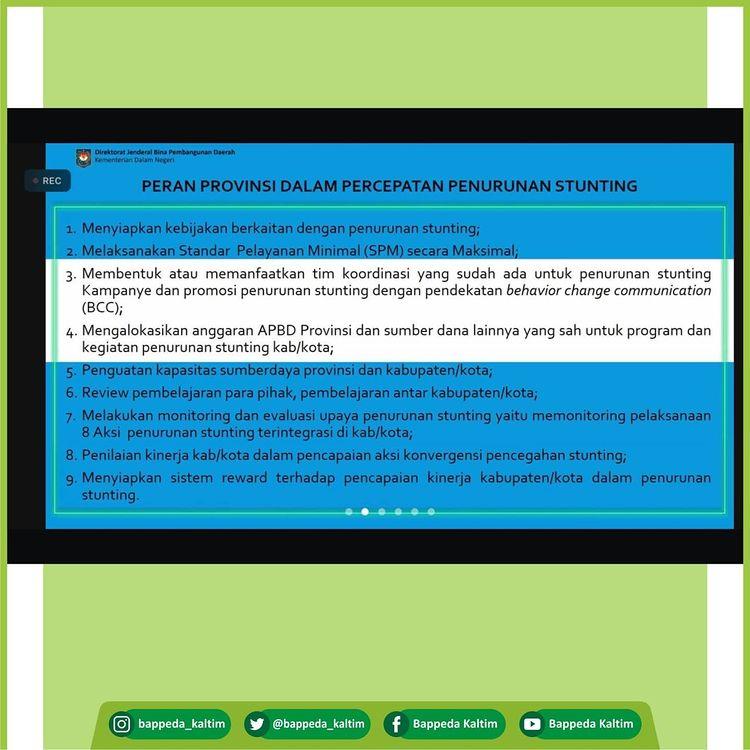 Direktorat Jenderal Bina Pembangunan Daerah
Kementerian Dalam Negeri
REC
PERAN PROVINSI DALAM PERCEPATAN PENURUNAN STUNTING
1. Menyiapkan kebijakan berkaitan dengan penurunan stunting;
2. Melaksanakan Standar Pelayanan Minimal (SPM) secara Maksimal;
3. Membentuk atau memanfaatkan tim koordinasi yang sudah ada untuk penurunan stunting
Kampanye dan promosi penurunan stunting dengan pendekatan behavior change communication
(BCC);
4. Mengalokasikan anggaran APBD Provinsi dan sumber dana lainnya yang sah untuk program dan
kegiatan penurunan stunting kab/kota;
5. Penguatan kapasitas sumberdaya provinsi dan kabupaten/kota;
6. Review pembelajaran para pihak, pembelajaran antar kabupaten/kota;
7. Melakukan monitoring dan evaluasi upaya penurunan stunting yaitu memonitoring pelaksanaan
8 Aksi penurunan stunting terintegrasi di kab/kota;
8. Penilaian kinerja kab/kota dalam pencapaian aksi konvergensi pencegahan stunting;
9. Menyiapkan sistem reward terhadap pencapaian kinerja kabupaten/kota dalam penurunan
stunting.
bappeda_kaltim
@bappeda_kaltim
Bappeda Kaltim
Bappeda Kaltim